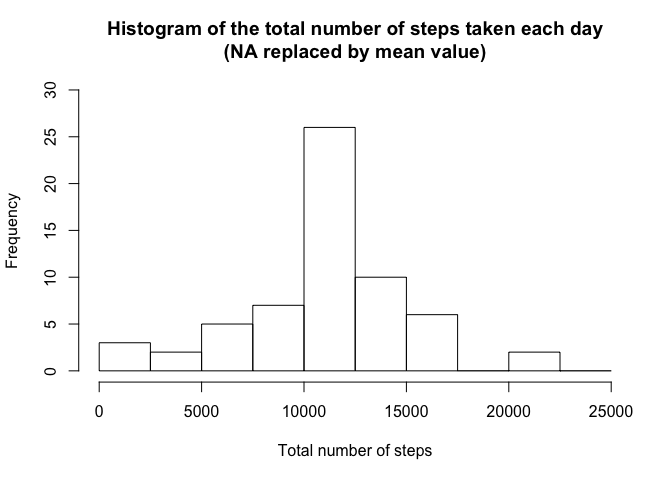 Histogram of the total number of steps taken each day
(NA replaced by mean value)
30
25
20
15
10
5
0
Frequency
0 5000 10000 15000 20000 25000
Total number of steps